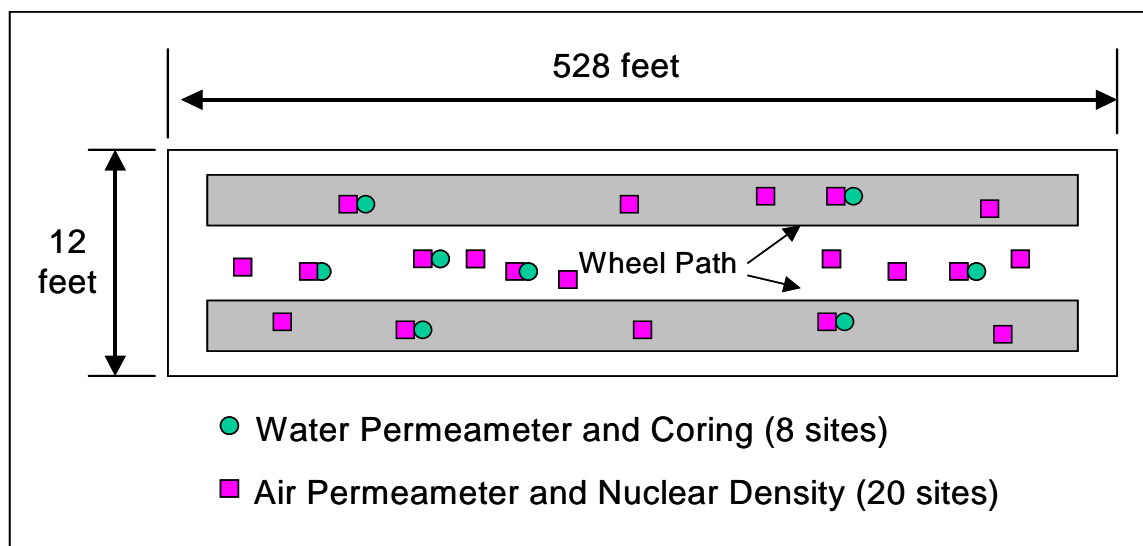 528 feet
12
feet
Wheel Path
Water Permeameter and Coring (8 sites)
Air Permeameter and Nuclear Density (20 sites)